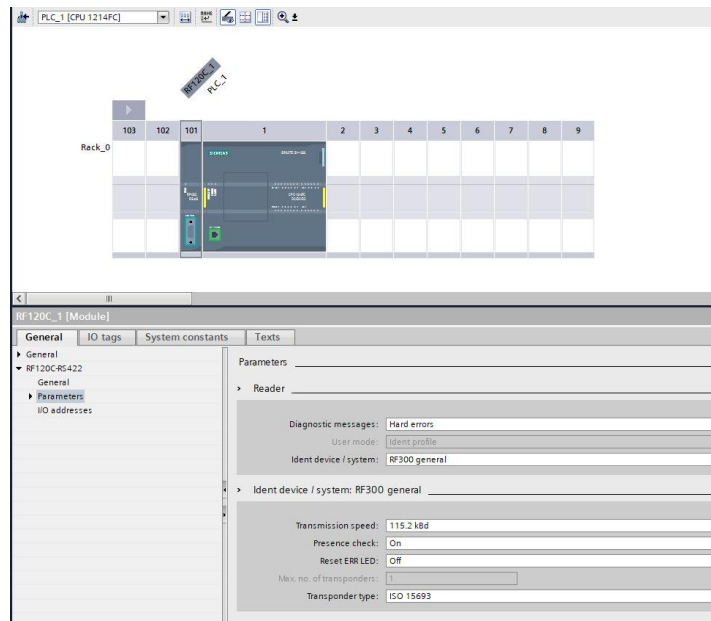 PLC_1 [CPU 1214FC]
RF120C_1
PLC_1
103 102 101 1 2 3 4 5 6 7 8 9
Rack_0
SIEMENS
RF120C_1 [Module]
General IO tags System constants Texts
General
RF120C-RS422
General
Parameters
I/O addresses
Parameters
Reader
Diagnostic messages: Hard errors
User mode: Ident profile
Ident device / system: RF300 general
Ident device / system: RF300 general
Transmission speed: 115.2 kBd
Presence check: On
Reset ERR LED: Off
Max. no. of transponders: 1
Transponder type: ISO 15693